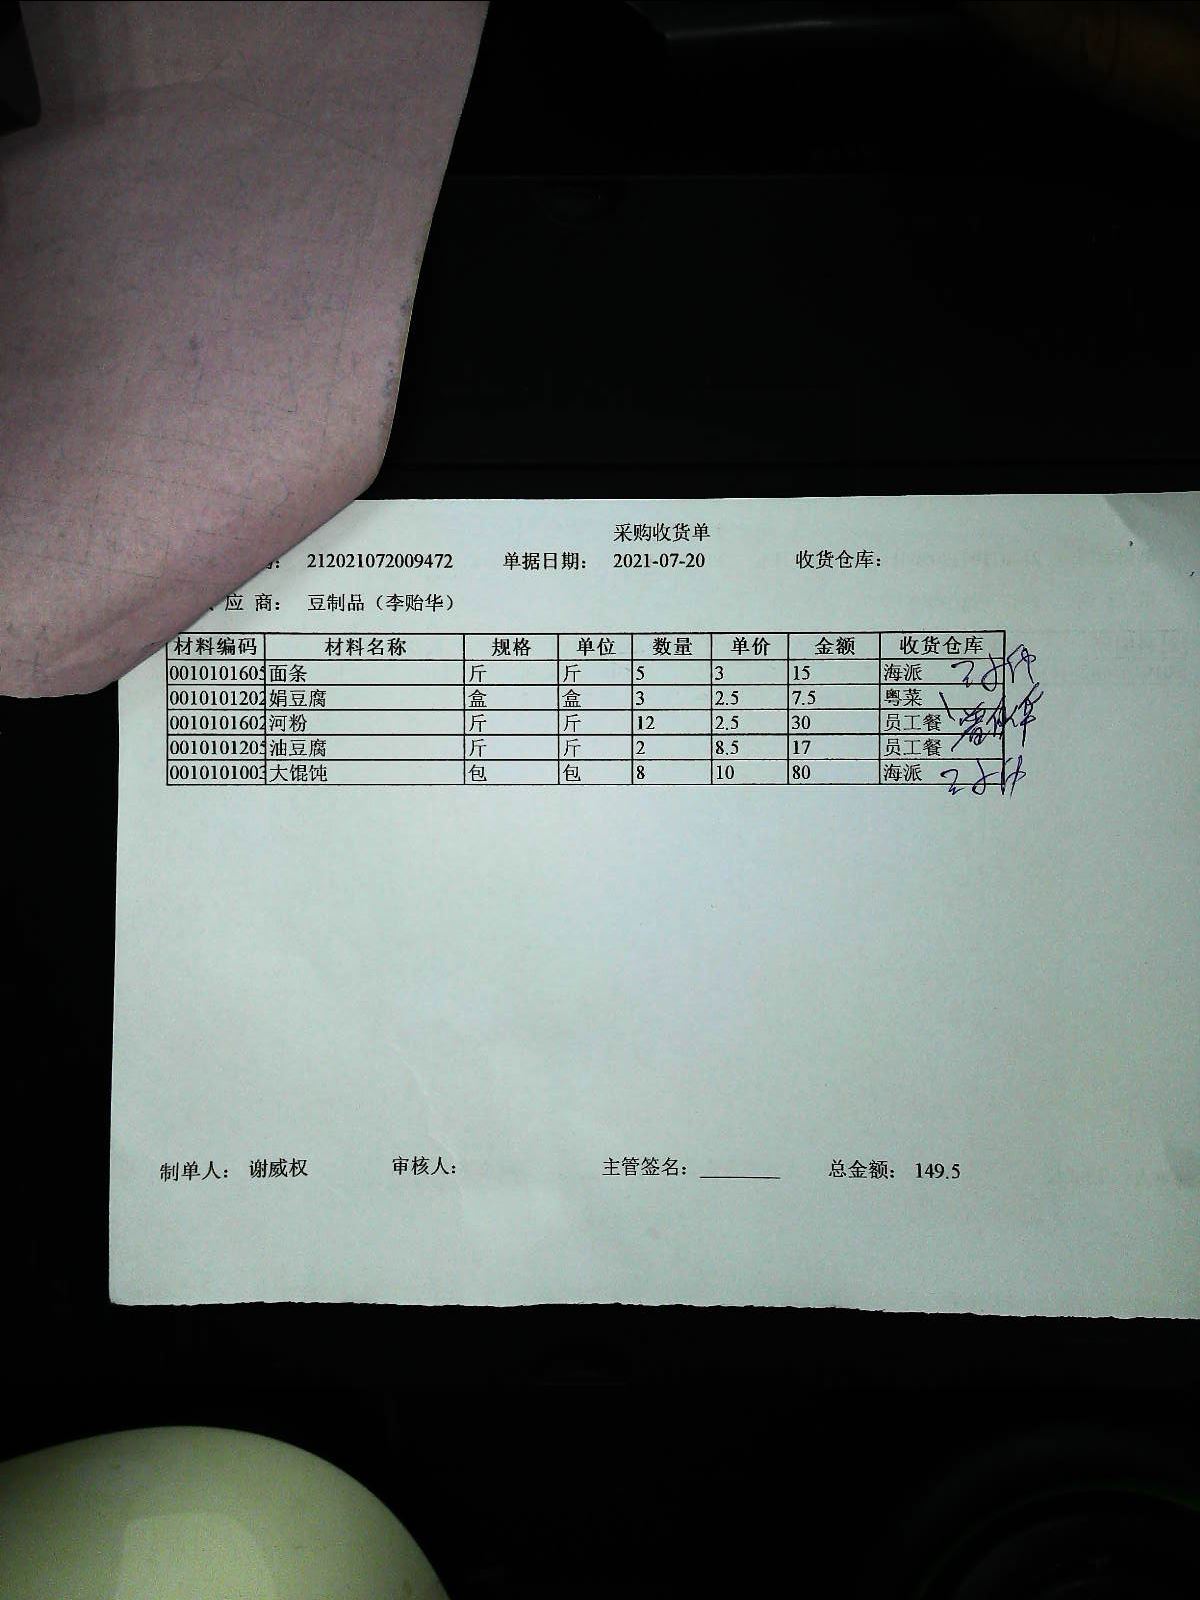 采购收货单
212021072009472 单据日期： 2021-07-20 收货仓库：
应 商： 豆制品（李贻华）
材料编码 材料名称 规格 单位 数量 单价 金额 收货仓库
0010101605 面条 斤 斤 5 3 15 海派
0010101202 娟豆腐 盒 盒 3 2.5 7.5 粤菜
0010101602 河粉 斤 斤 12 2.5 30 员工餐
0010101205 油豆腐 斤 斤 2 8.5 17 员工餐
0010101003 大馄饨 包 包 8 10 80 海派
制单人： 谢威权 审核人： 主管签名： ________ 总金额： 149.5